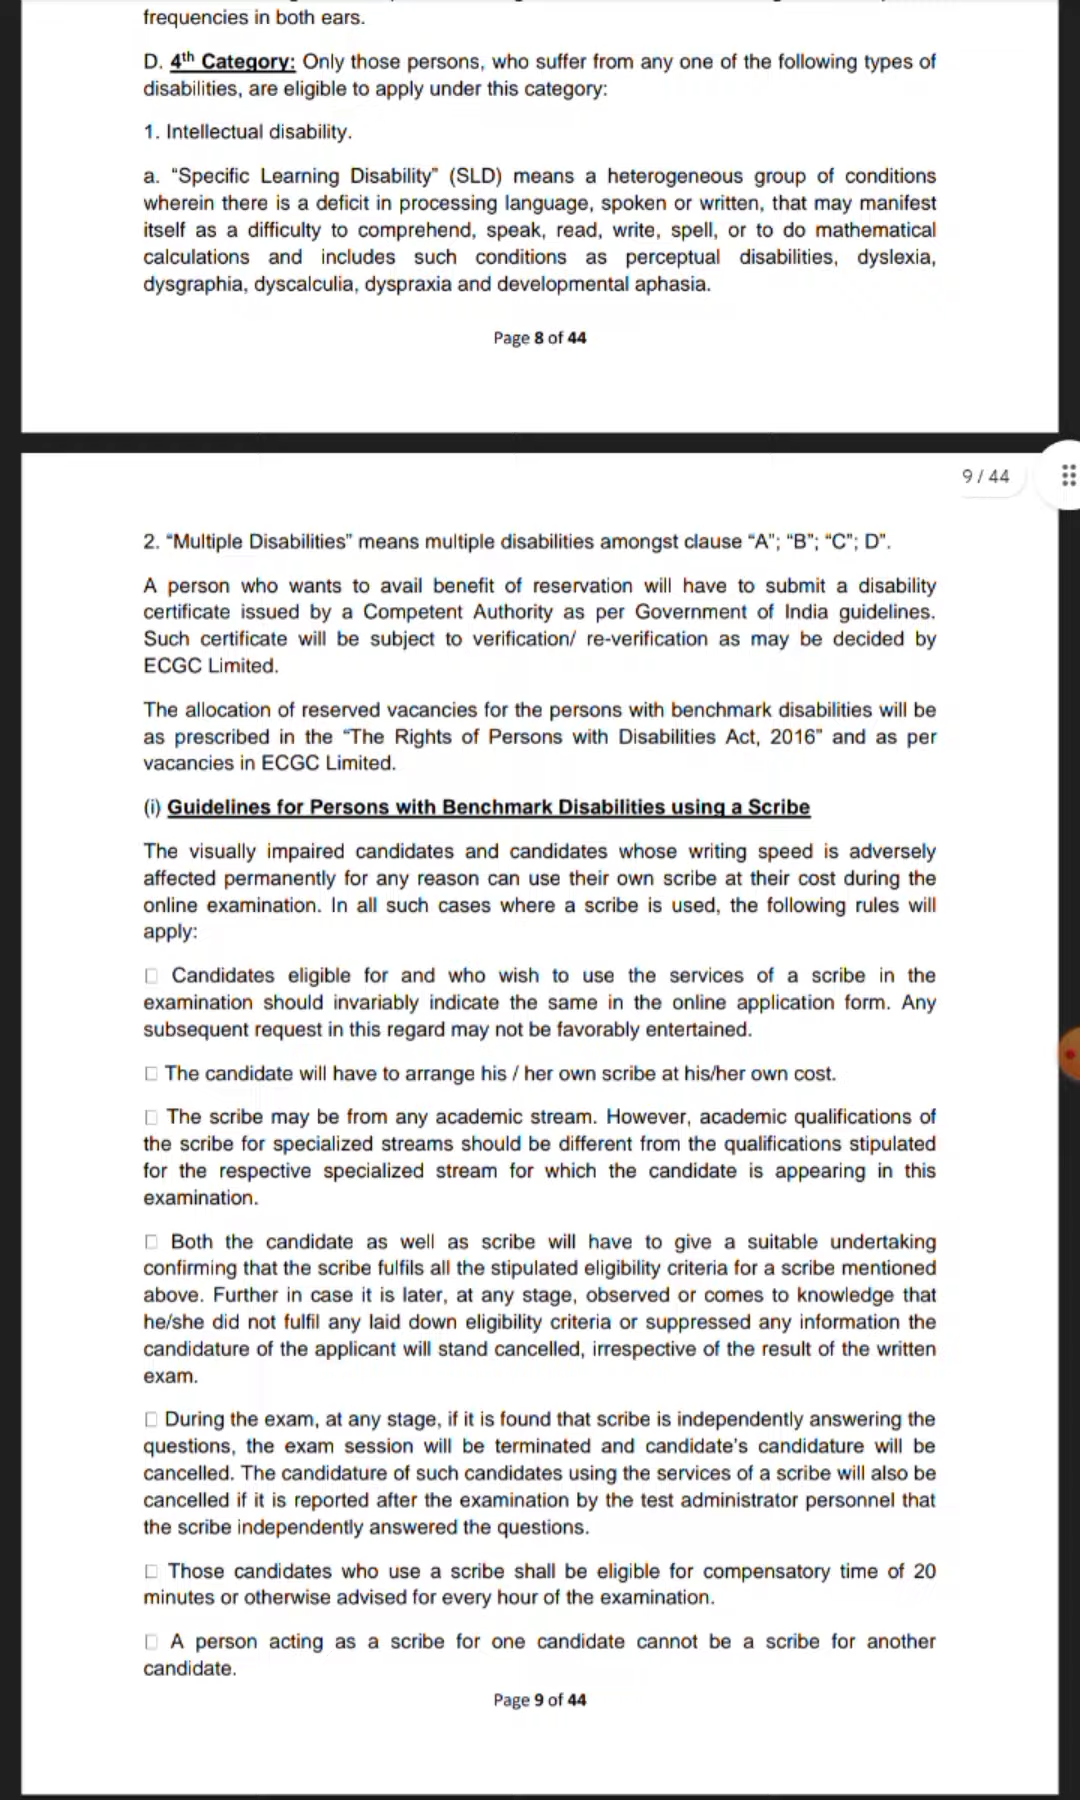 frequencies in both ears.
D. 4th Category: Only those persons, who suffer from any one of the following types of
disabilities, are eligible to apply under this category:
1. Intellectual disability.
a. “Specific Learning Disability” (SLD) means a heterogeneous group of conditions
wherein there is a deficit in processing language, spoken or written, that may manifest
itself as a difficulty to comprehend, speak, read, write, spell, or to do mathematical
calculations and includes such conditions as perceptual disabilities, dyslexia,
dysgraphia, dyscalculia, dyspraxia and developmental aphasia.
Page 8 of 44
9 / 44
2. “Multiple Disabilities” means multiple disabilities amongst clause “A”; “B”; “C”; D”.
A person who wants to avail benefit of reservation will have to submit a disability
certificate issued by a Competent Authority as per Government of India guidelines.
Such certificate will be subject to verification/ re-verification as may be decided by
ECGC Limited.
The allocation of reserved vacancies for the persons with benchmark disabilities will be
as prescribed in the “The Rights of Persons with Disabilities Act, 2016” and as per
vacancies in ECGC Limited.
(i) Guidelines for Persons with Benchmark Disabilities using a Scribe
The visually impaired candidates and candidates whose writing speed is adversely
affected permanently for any reason can use their own scribe at their cost during the
online examination. In all such cases where a scribe is used, the following rules will
apply:
□ Candidates eligible for and who wish to use the services of a scribe in the
examination should invariably indicate the same in the online application form. Any
subsequent request in this regard may not be favorably entertained.
□ The candidate will have to arrange his / her own scribe at his/her own cost.
□ The scribe may be from any academic stream. However, academic qualifications of
the scribe for specialized streams should be different from the qualifications stipulated
for the respective specialized stream for which the candidate is appearing in this
examination.
□ Both the candidate as well as scribe will have to give a suitable undertaking
confirming that the scribe fulfils all the stipulated eligibility criteria for a scribe mentioned
above. Further in case it is later, at any stage, observed or comes to knowledge that
he/she did not fulfil any laid down eligibility criteria or suppressed any information the
candidature of the applicant will stand cancelled, irrespective of the result of the written
exam.
□ During the exam, at any stage, if it is found that scribe is independently answering the
questions, the exam session will be terminated and candidate’s candidature will be
cancelled. The candidature of such candidates using the services of a scribe will also be
cancelled if it is reported after the examination by the test administrator personnel that
the scribe independently answered the questions.
□ Those candidates who use a scribe shall be eligible for compensatory time of 20
minutes or otherwise advised for every hour of the examination.
□ A person acting as a scribe for one candidate cannot be a scribe for another
candidate.
Page 9 of 44